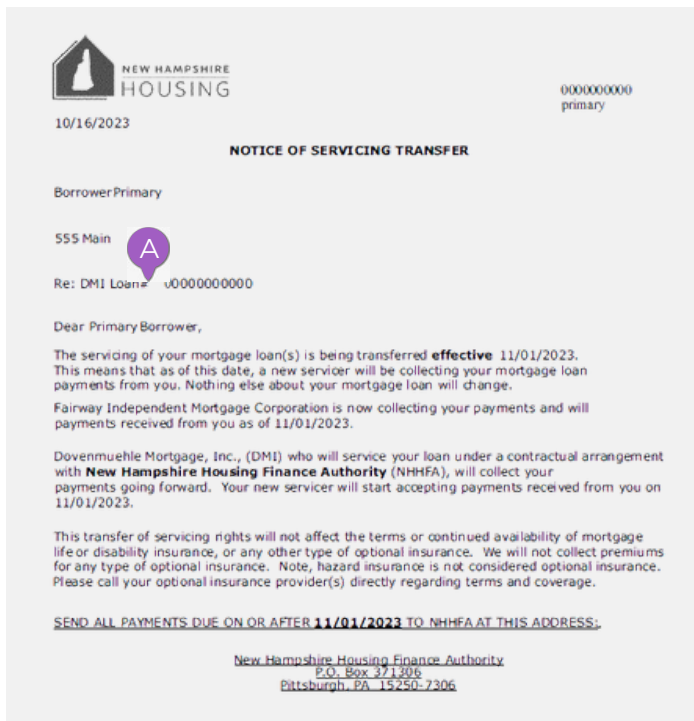 NEW HAMPSHIRE
HOUSING
0000000000
primary
10/16/2023
NOTICE OF SERVICING TRANSFER
BorrowerPrimary
555 Main
A
Re: DMI Loan# 00000000000
Dear Primary Borrower,
The servicing of your mortgage loan(s) is being transferred effective 11/01/2023.
This means that as of this date, a new servicer will be collecting your mortgage loan
payments from you. Nothing else about your mortgage loan will change.
Fairway Independent Mortgage Corporation is now collecting your payments and will
payments received from you as of 11/01/2023.
Dovenmuehle Mortgage, Inc., (DMI) who will service your loan under a contractual arrangement
with New Hampshire Housing Finance Authority (NHHFA), will collect your
payments going forward. Your new servicer will start accepting payments received from you on
11/01/2023.
This transfer of servicing rights will not affect the terms or continued availability of mortgage
life or disability insurance, or any other type of optional insurance. We will not collect premiums
for any type of optional insurance. Note, hazard insurance is not considered optional insurance.
Please call your optional insurance provider(s) directly regarding terms and coverage.
SEND ALL PAYMENTS DUE ON OR AFTER 11/01/2023 TO NHHFA AT THIS ADDRESS:
New Hampshire Housing Finance Authority
P.O. Box 371306
Pittsburgh, PA 15250-7306